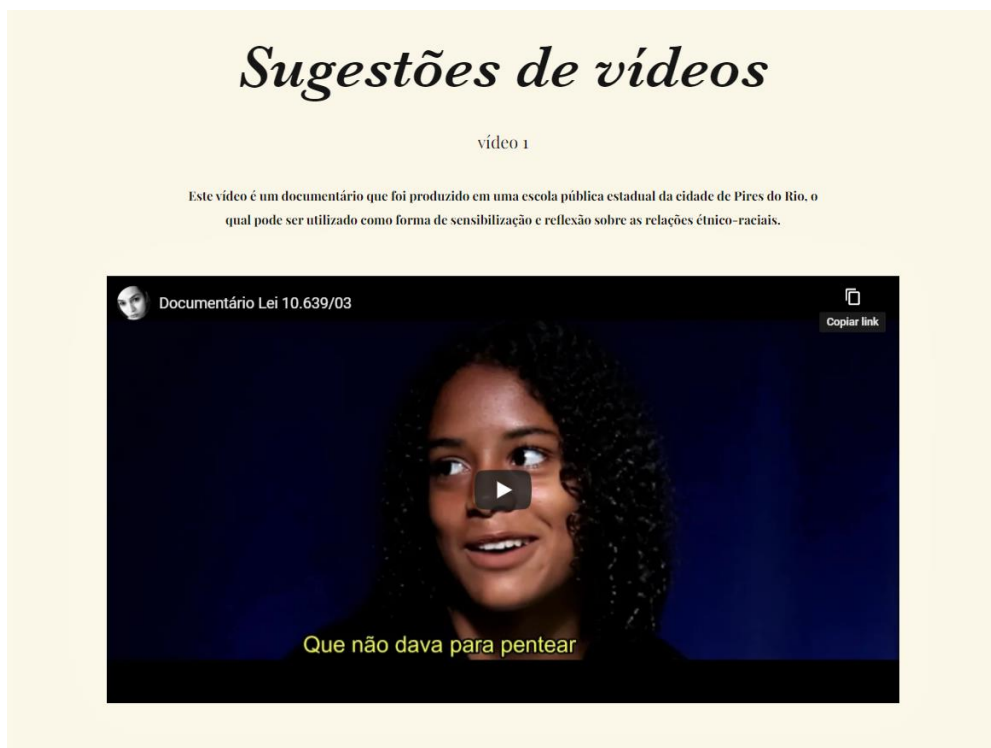 Sugestões de vídeos
vídeo 1
Este vídeo é um documentário que foi produzido em uma escola pública estadual da cidade de Pires do Rio, o
qual pode ser utilizado como forma de sensibilização e reflexão sobre as relações étnico-raciais.
Documentário Lei 10.639/03
Copiar link
Que não dava para pentear